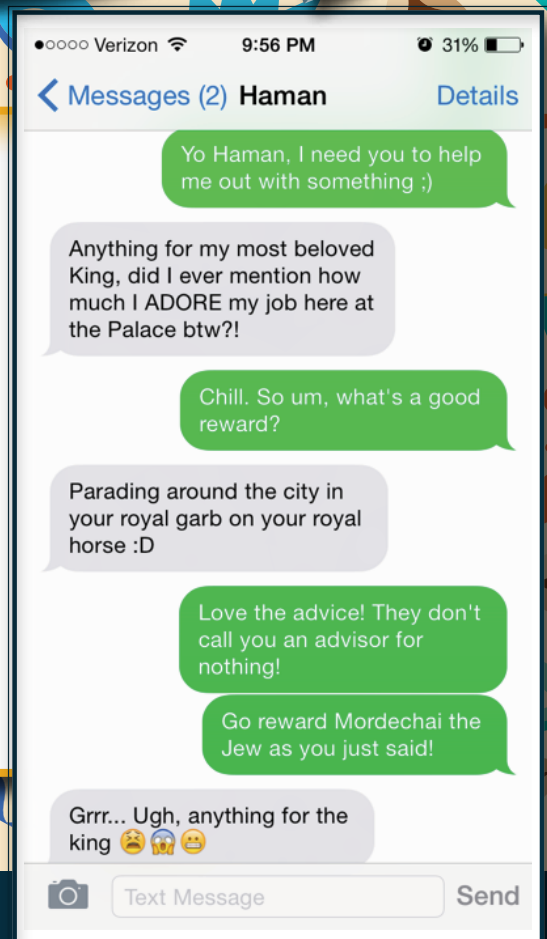 Verizon 9:56 PM 31%
Messages (2) Haman Details
Yo Haman, I need you to help
me out with something ;)
Anything for my most beloved
King, did I ever mention how
much I ADORE my job here at
the Palace btw?!
Chill. So um, what's a good
reward?
Parading around the city in
your royal garb on your royal
horse :D
Love the advice! They don't
call you an advisor for
nothing!
Go reward Mordechai the
Jew as you just said!
Grrr... Ugh, anything for the
king 😫😱😬
Text Message Send